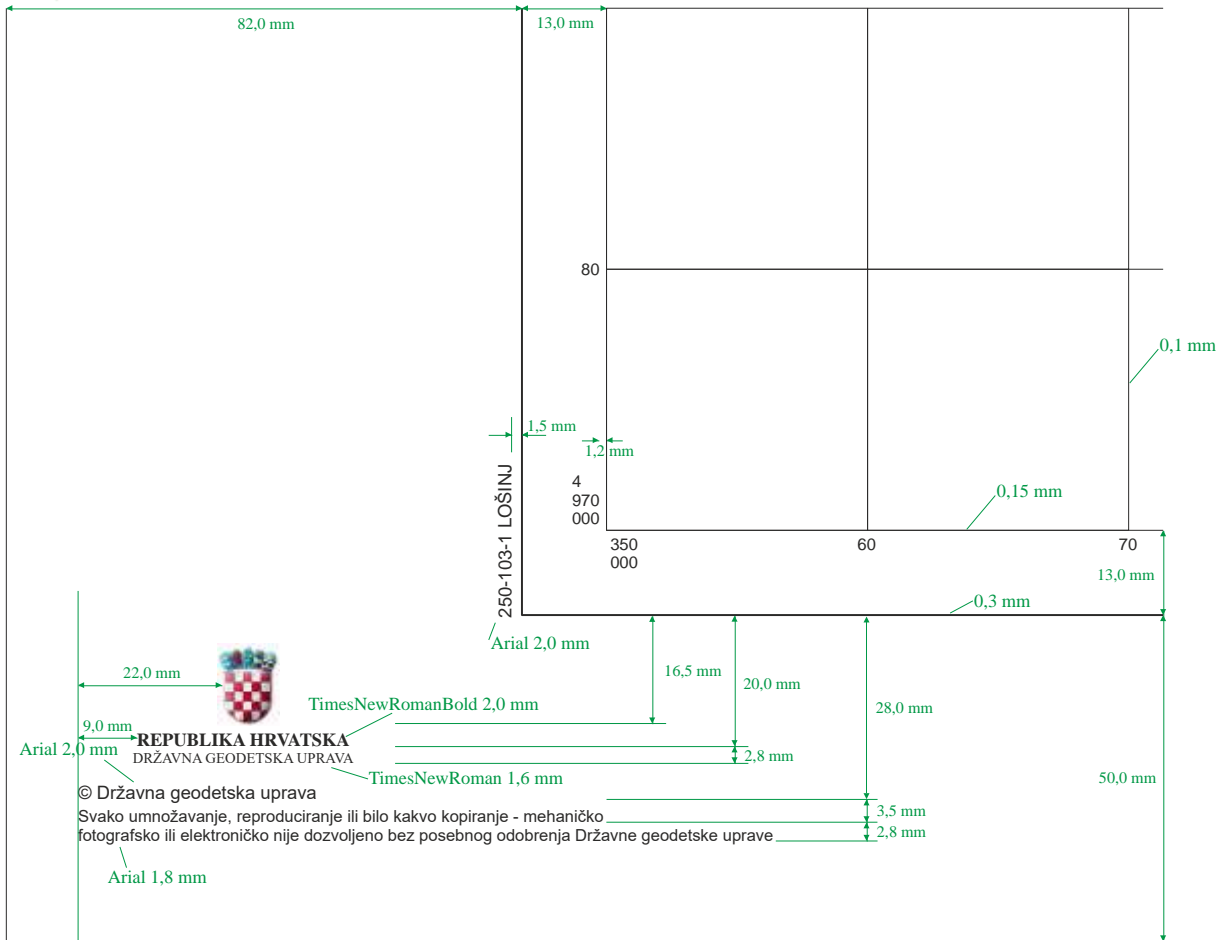 82,0 mm
13,0 mm
80
0,1 mm
1,5 mm
1,2 mm
4
970
000
0,15 mm
350
000
60
70
13,0 mm
250-103-1 LOŠINJ
0,3 mm
Arial 2,0 mm
22,0 mm
16,5 mm
20,0 mm
28,0 mm
TimesNewRomanBold 2,0 mm
9,0 mm
REPUBLIKA HRVATSKA
Arial 2,0 mm
DRŽAVNA GEODETSKA UPRAVA
2,8 mm
TimesNewRoman 1,6 mm
50,0 mm
© Državna geodetska uprava
Svako umnožavanje, reproduciranje ili bilo kakvo kopiranje - mehaničko
3,5 mm
fotografsko ili elektroničko nije dozvoljeno bez posebnog odobrenja Državne geodetske uprave
2,8 mm
Arial 1,8 mm